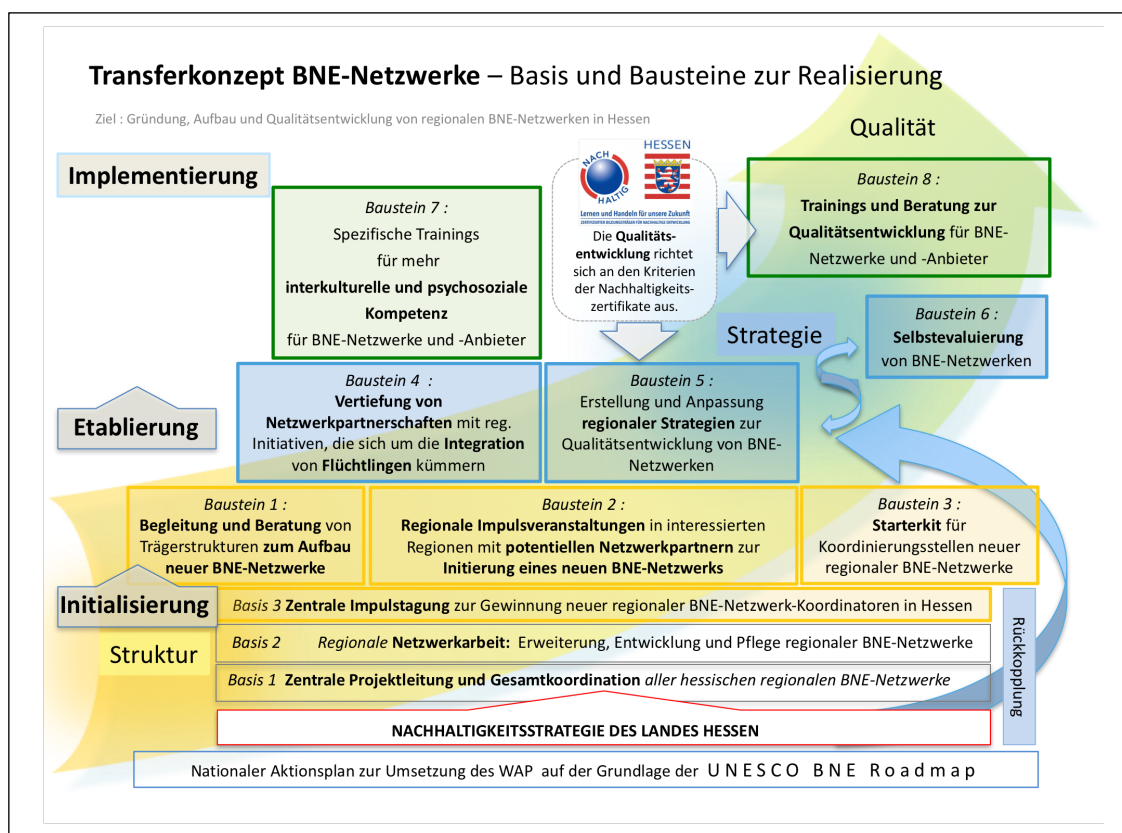 Transferkonzept BNE-Netzwerke – Basis und Bausteine zur Realisierung
Ziel : Gründung, Aufbau und Qualitätsentwicklung von regionalen BNE-Netzwerken in Hessen
Qualität
Implementierung
Baustein 7 :
Spezifische Trainings
für mehr
interkulturelle und psychosoziale
Kompetenz
für BNE-Netzwerke und -Anbieter
NACH
HALTIG
HESSEN
Lernen und Handeln für unsere Zukunft
ZERTIFIZIERTER BILDUNGSTRÄGER FÜR NACHHALTIGE ENTWICKLUNG
Die Qualitäts-
entwicklung richtet
sich an den Kriterien
der Nachhaltigkeits-
zertifikate aus.
Baustein 8 :
Trainings und Beratung zur
Qualitätsentwicklung für BNE-
Netzwerke und -Anbieter
Strategie
Baustein 6 :
Selbstevaluierung
von BNE-Netzwerken
Etablierung
Baustein 4 :
Vertiefung von
Netzwerkpartnerschaften mit reg.
Initiativen, die sich um die Integration
von Flüchtlingen kümmern
Baustein 5 :
Erstellung und Anpassung
regionaler Strategien zur
Qualitätsentwicklung von BNE-
Netzwerken
Baustein 1 :
Begleitung und Beratung von
Trägerstrukturen zum Aufbau
neuer BNE-Netzwerke
Baustein 2 :
Regionale Impulsveranstaltungen in interessierten
Regionen mit potentiellen Netzwerkpartnern zur
Initierung eines neuen BNE-Netzwerks
Baustein 3 :
Starterkit für
Koordinierungsstellen neuer
regionaler BNE-Netzwerke
Initialisierung
Basis 3 Zentrale Impulstagung zur Gewinnung neuer regionaler BNE-Netzwerk-Koordinatoren in Hessen
Struktur
Basis 2 Regionale Netzwerkarbeit: Erweiterung, Entwicklung und Pflege regionaler BNE-Netzwerke
Basis 1 Zentrale Projektleitung und Gesamtkoordination aller hessischen regionalen BNE-Netzwerke
Rückkopplung
NACHHALTIGKEITSSTRATEGIE DES LANDES HESSEN
Nationaler Aktionsplan zur Umsetzung des WAP auf der Grundlage der UNESCO BNE Roadmap